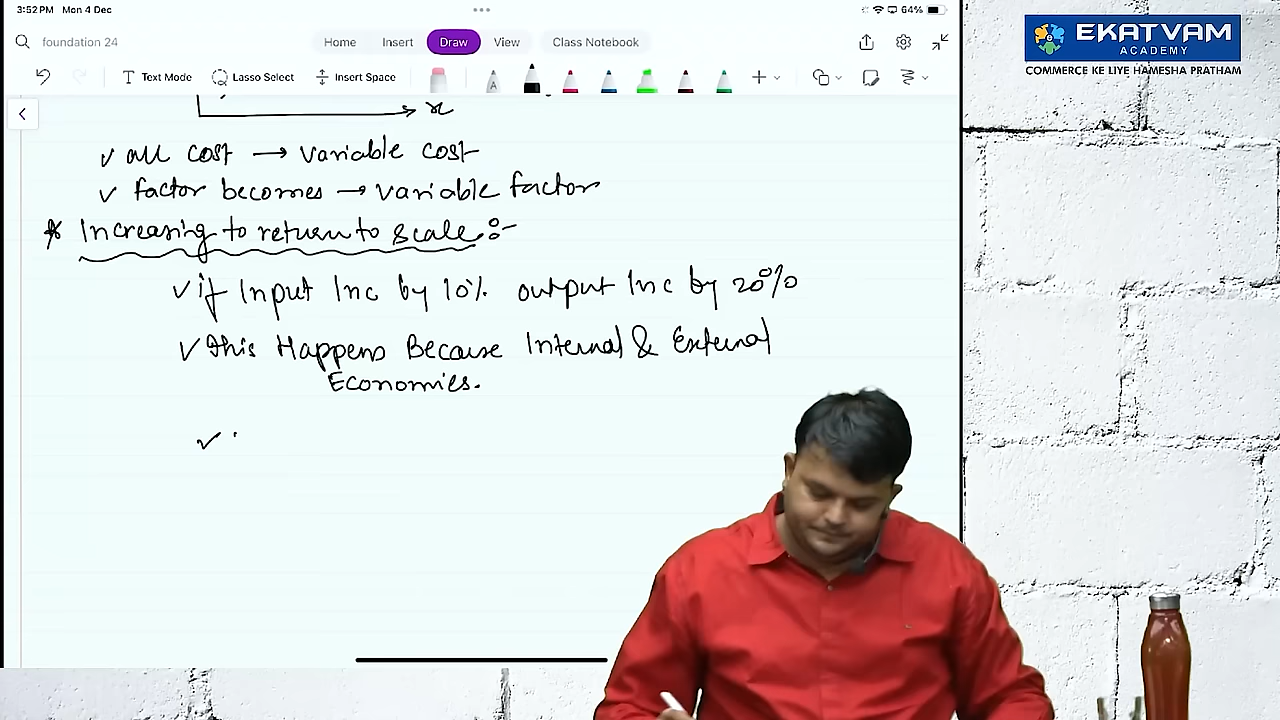 3:52 PM Mon 4 Dec
64%
foundation 24
Home Insert Draw View Class Notebook
Text Mode Lasso Select Insert Space
EKATVAM
ACADEMY
COMMERCE KE LIYE HAMESHA PRATHAM
x
all cost → variable cost
factor becomes → variable factor
* Increasing to return to scale :-
if Input Inc by 10% output Inc by 20%
this Happens Because Internal & External
Economies.